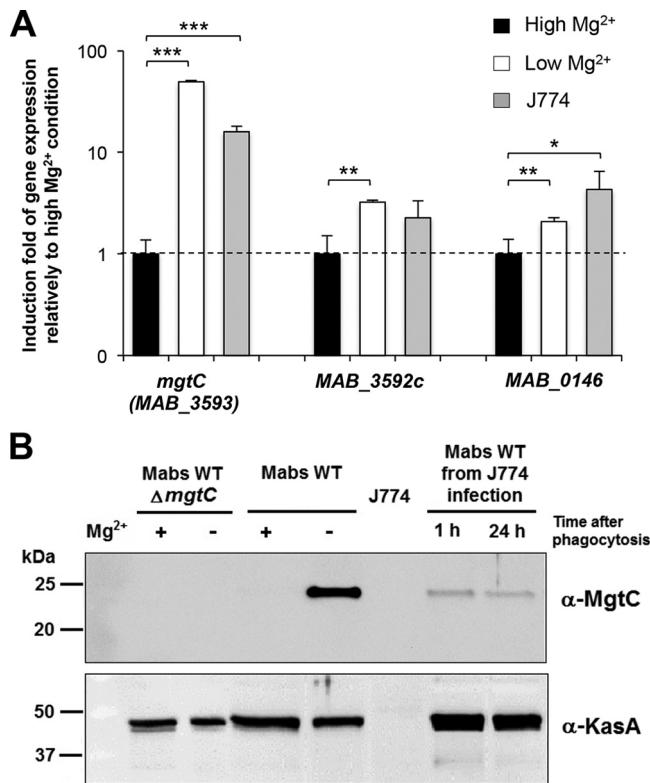 A
Induction fold of gene expression
relatively to high Mg²⁺ condition
100
10
1
0
***
***
**
**
*
High Mg²⁺
Low Mg²⁺
J774
mgtC
(MAB_3593)
MAB_3592c
MAB_0146
B
Mabs WT
ΔmgtC
Mabs WT
J774
Mabs WT
from J774
infection
Mg²⁺
+
-
+
-
1 h
24 h
Time after
phagocytosis
kDa
25
20
α-MgtC
50
37
α-KasA